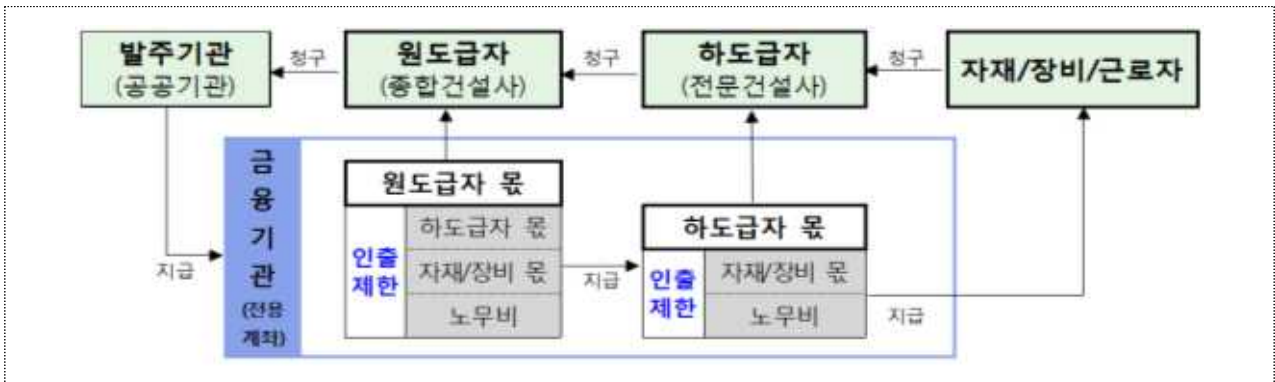 발주기관
(공공기관)
청구
원도급자
(종합건설사)
청구
하도급자
(전문건설사)
청구
자재/장비/근로자
금
융
기
관
(전용
계좌)
지급
원도급자 몫
인출
제한
하도급자 몫
자재/장비 몫
노무비
지급
하도급자 몫
인출
제한
자재/장비 몫
노무비
지급